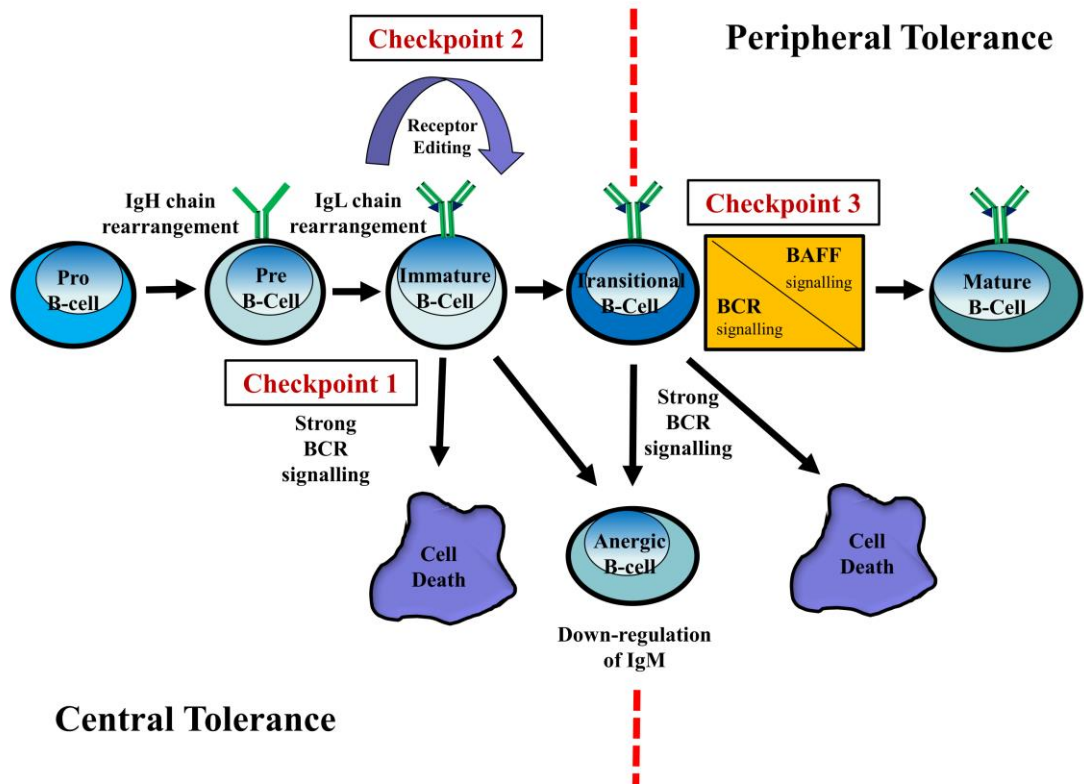 Checkpoint 2
Peripheral Tolerance
Receptor
Editing
IgH chain
rearrangement
IgL chain
rearrangement
Checkpoint 3
Pro
B-cell
Pre
B-Cell
Immature
B-Cell
Transitional
B-Cell
BAFF
signalling
BCR
signalling
Mature
B-Cell
Checkpoint 1
Strong
BCR
signalling
Strong
BCR
signalling
Cell
Death
Anergic
B-cell
Cell
Death
Down-regulation
of IgM
Central Tolerance